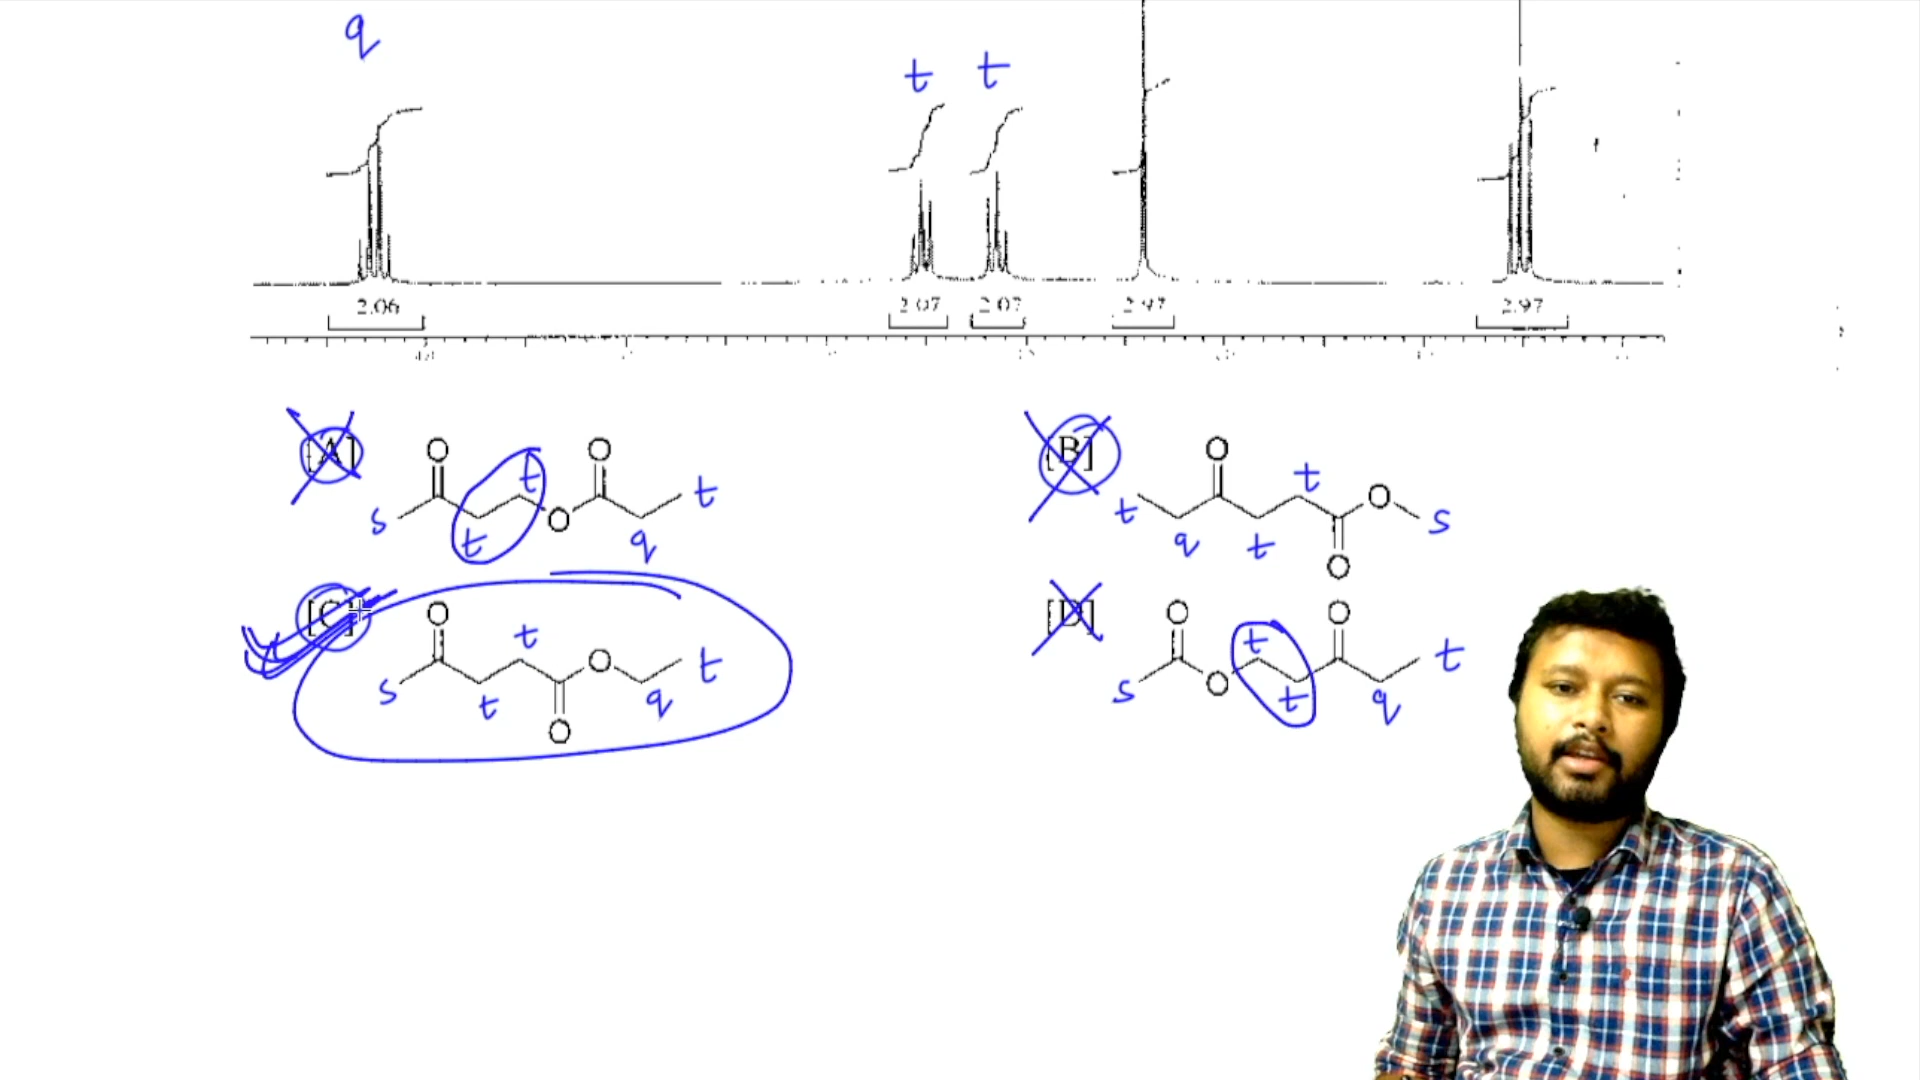 q
t t
2.06 2.07 2.07 2.97 2.97
[A] O O [B] O
s t t O q t
t q t t O s O
[C] O [D] O O
s t t O q t O
s O t t q t